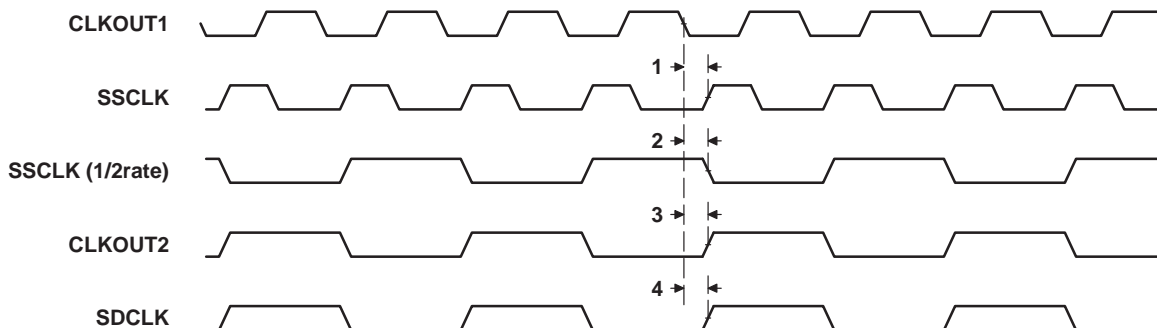 CLKOUT1
1
SSCLK
2
SSCLK (1/2rate)
3
CLKOUT2
4
SDCLK